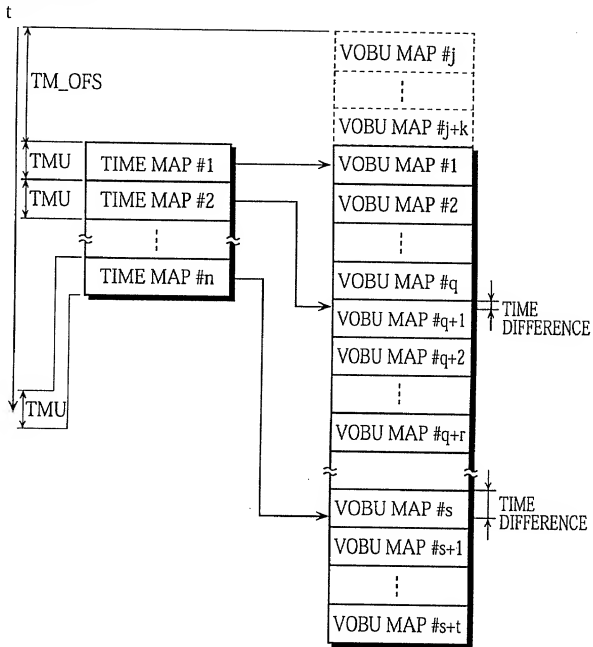 t
TM_OFS
TMU
TMU
TMU
TIME MAP #1
TIME MAP #2
TIME MAP #n
VOBU MAP #j
VOBU MAP #j+k
VOBU MAP #1
VOBU MAP #2
VOBU MAP #q
VOBU MAP #q+1
VOBU MAP #q+2
VOBU MAP #q+r
VOBU MAP #s
VOBU MAP #s+1
VOBU MAP #s+t
TIME
DIFFERENCE
TIME
DIFFERENCE